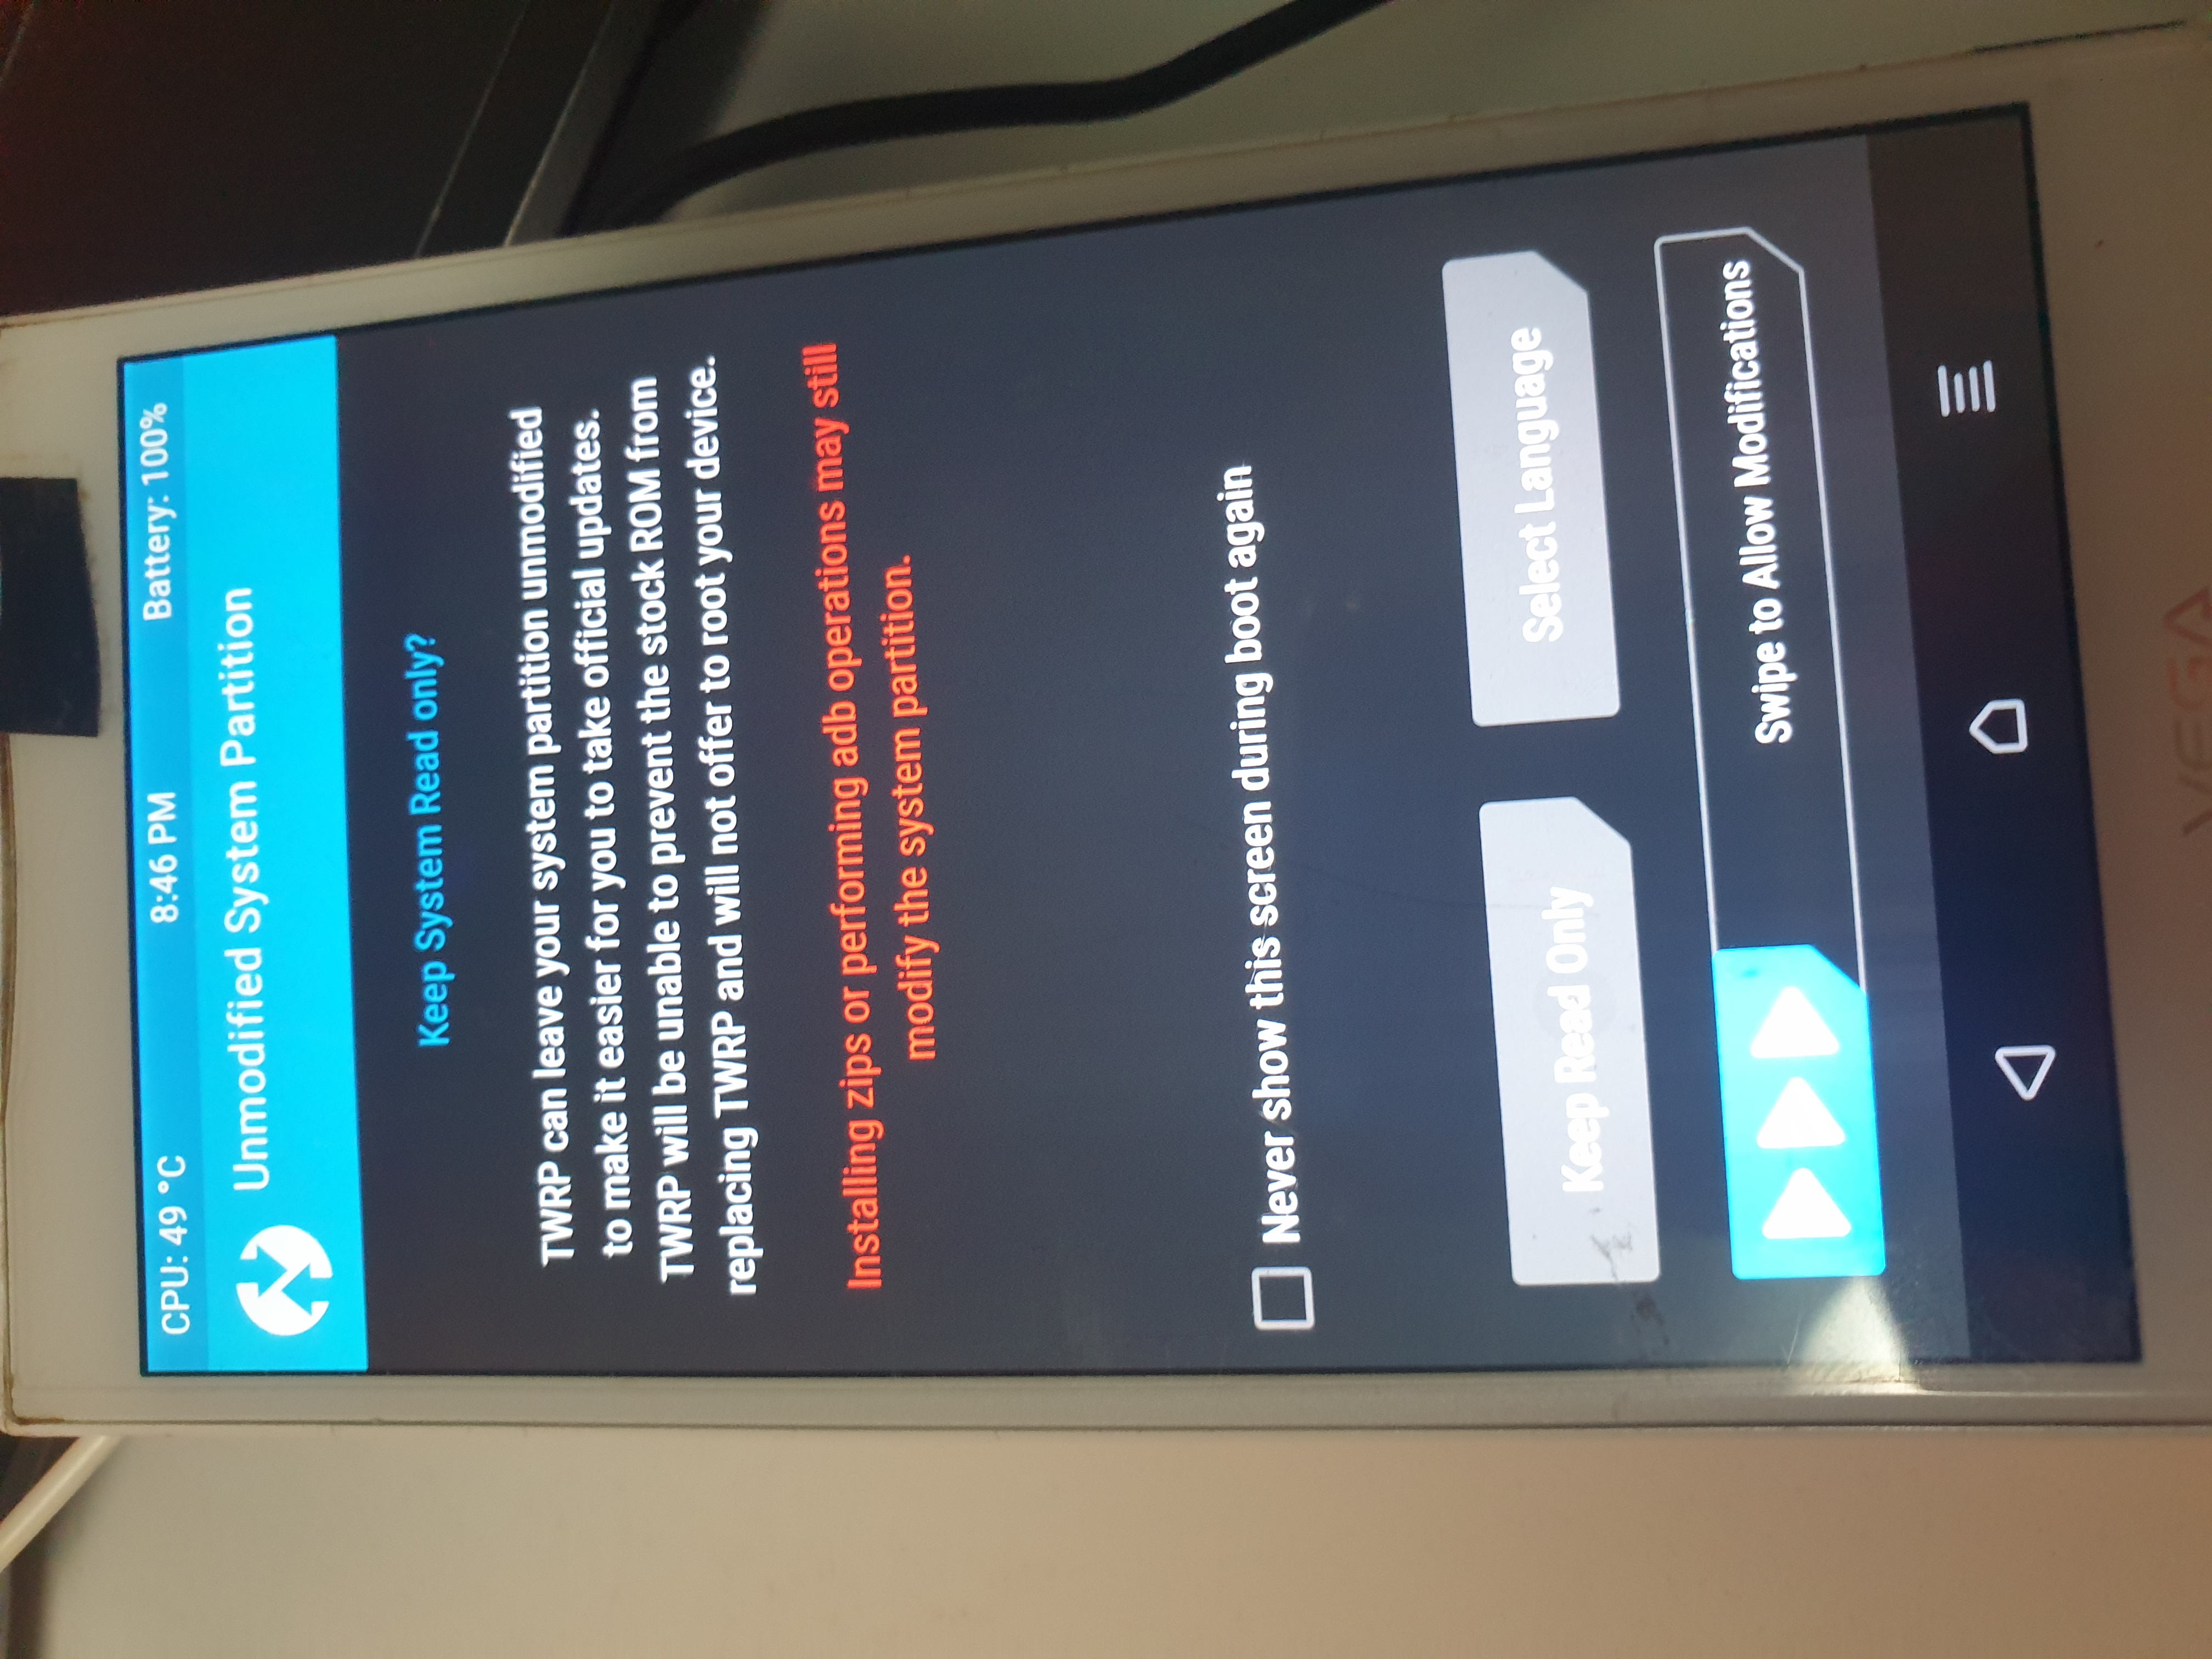 CPU: 49 °C 8:46 PM Battery: 100%
Unmodified System Partition
Keep System Read only?
TWRP can leave your system partition unmodified
to make it easier for you to take official updates.
TWRP will be unable to prevent the stock ROM from
replacing TWRP and will not offer to root your device.
Installing zips or performing adb operations may still
modify the system partition.
Never show this screen during boot again
Keep Read Only
Select Language
Swipe to Allow Modifications
VEGA